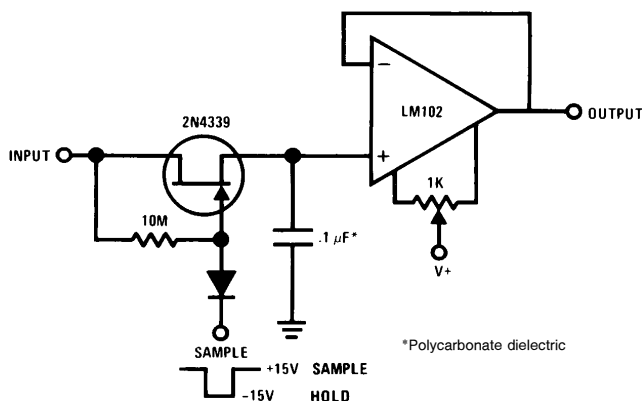 2N4339
LM102
−
+
OUTPUT
INPUT
10M
1K
.1 μF*
V+
SAMPLE
+15V SAMPLE
−15V HOLD
*Polycarbonate dielectric